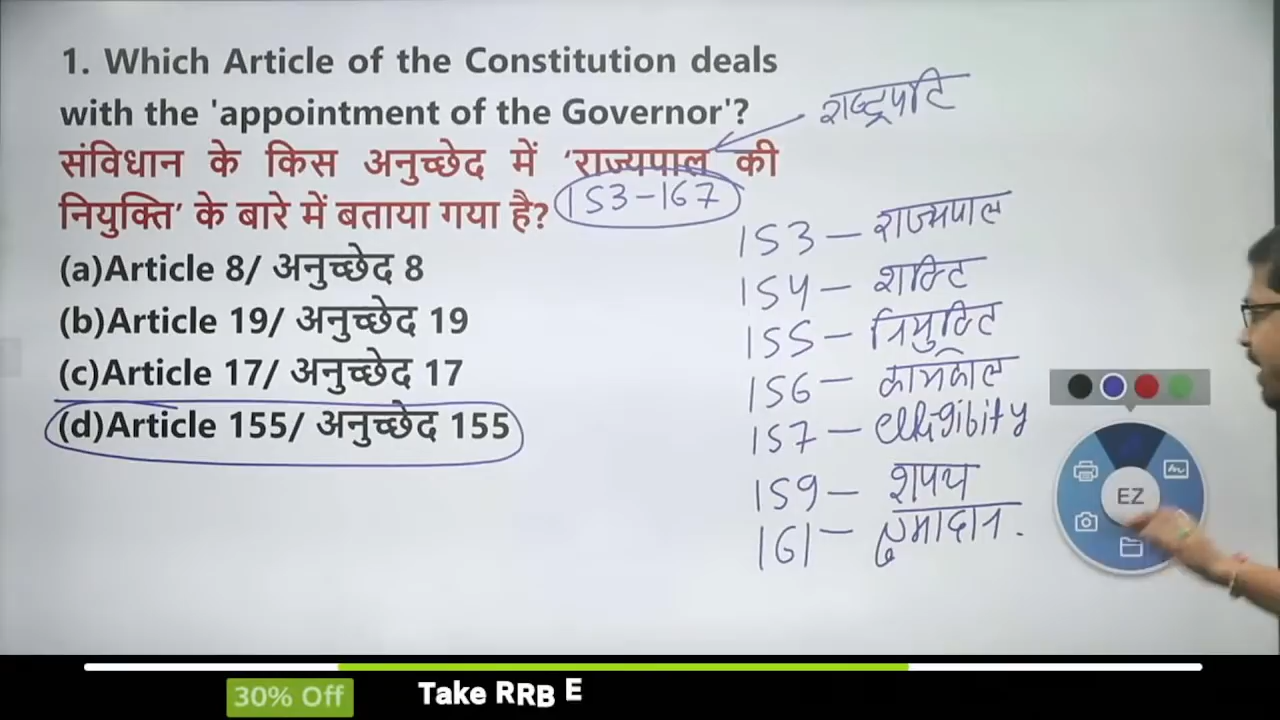 1. Which Article of the Constitution deals
with the 'appointment of the Governor'?
राष्ट्रपति
संविधान के किस अनुच्छेद में 'राज्यपाल की
नियुक्ति' के बारे में बताया गया है?
153-167
(a)Article 8/ अनुच्छेद 8
(b)Article 19/ अनुच्छेद 19
(c)Article 17/ अनुच्छेद 17
(d)Article 155/ अनुच्छेद 155
153 – राज्यपाल
154 – शक्ति
155 – नियुक्ति
156 – कार्यकाल
157 –
159 – शपथ
161 – क्षमादान.
EZ
30% Off
Take RRB E